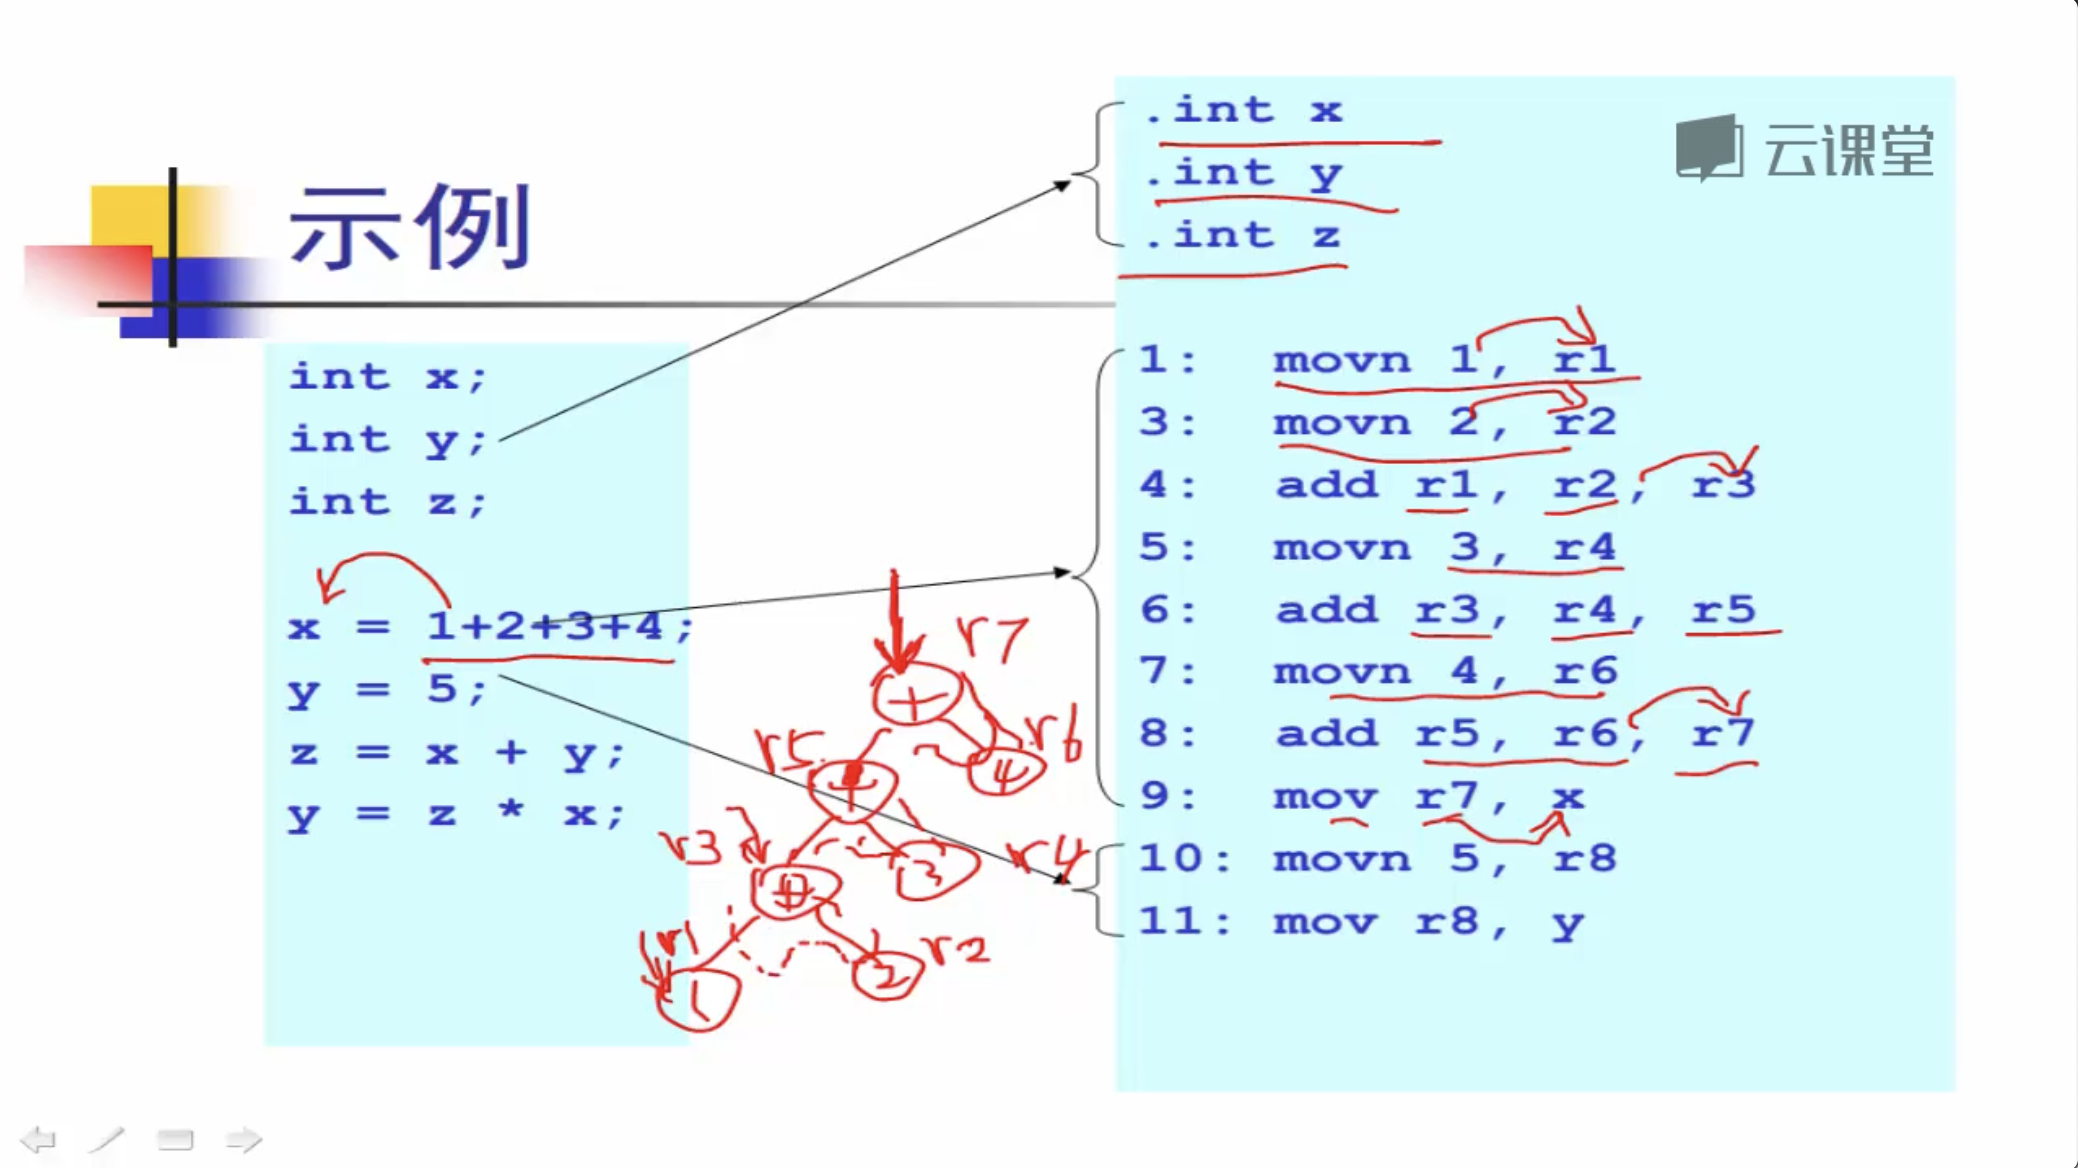 示例
int x;
int y;
int z;
x = 1+2+3+4;
y = 5;
z = x + y;
y = z * x;
.int x
.int y
.int z
云课堂
1: movn 1, r1
3: movn 2, r2
4: add r1, r2, r3
5: movn 3, r4
6: add r3, r4, r5
7: movn 4, r6
8: add r5, r6, r7
9: mov r7, x
10: movn 5, r8
11: mov r8, y
r7
+
r5
r6
4
r3
3
r4
+
r1
r2
1
2